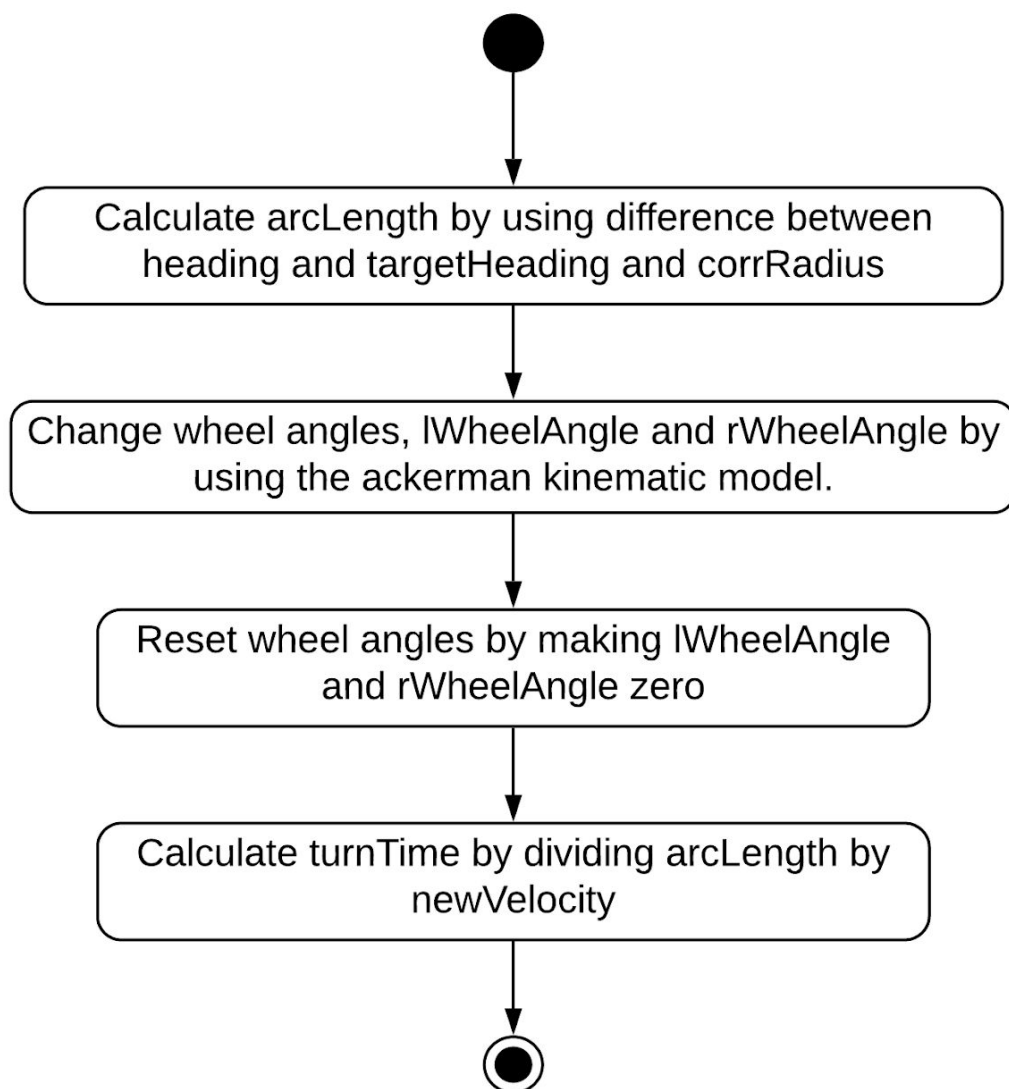 Calculate arcLength by using difference between
heading and targetHeading and corrRadius
Change wheel angles, lWheelAngle and rWheelAngle by
using the ackerman kinematic model.
Reset wheel angles by making lWheelAngle
and rWheelAngle zero
Calculate turnTime by dividing arcLength by
newVelocity